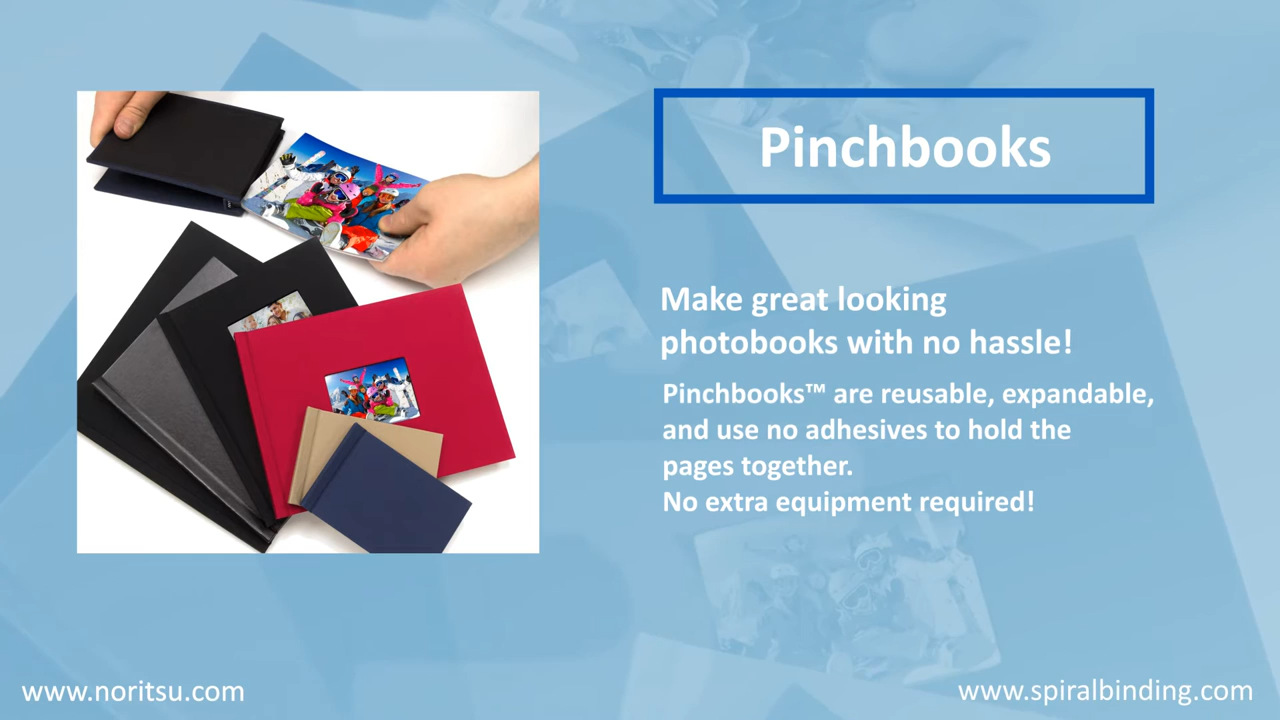 Pinchbooks
Make great looking
photobooks with no hassle!
Pinchbooks™ are reusable, expandable,
and use no adhesives to hold the
pages together.
No extra equipment required!
www.noritsu.com
www.spiralbinding.com